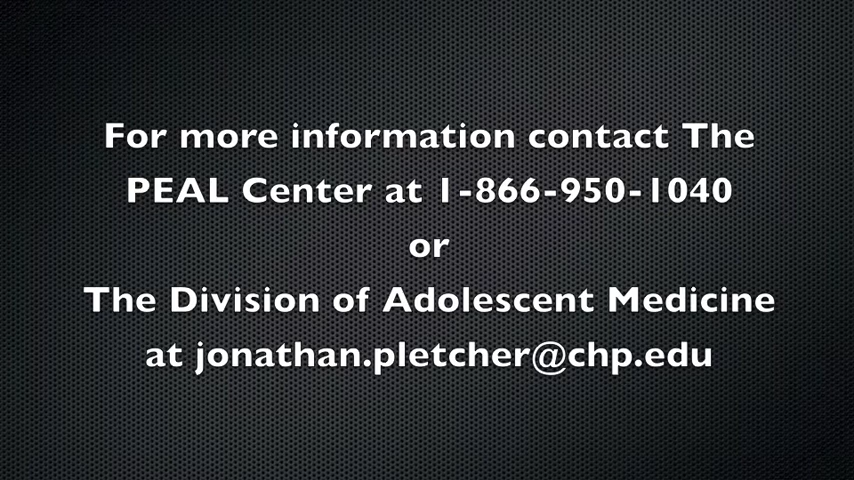 For more information contact The
PEAL Center at 1-866-950-1040
or
The Division of Adolescent Medicine
at jonathan.pletcher@chp.edu